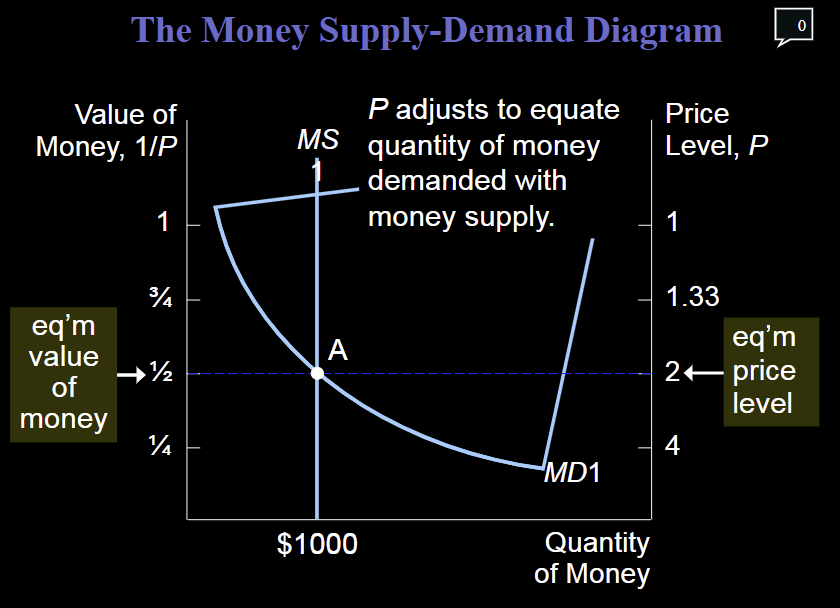 The Money Supply-Demand Diagram
0
Value of
Money, 1/P
MS
1
P adjusts to equate
quantity of money
demanded with
money supply.
Price
Level, P
1
¾
½
¼
eq’m
value
of
money
A
1
1.33
2
4
eq’m
price
level
MD1
$1000
Quantity
of Money